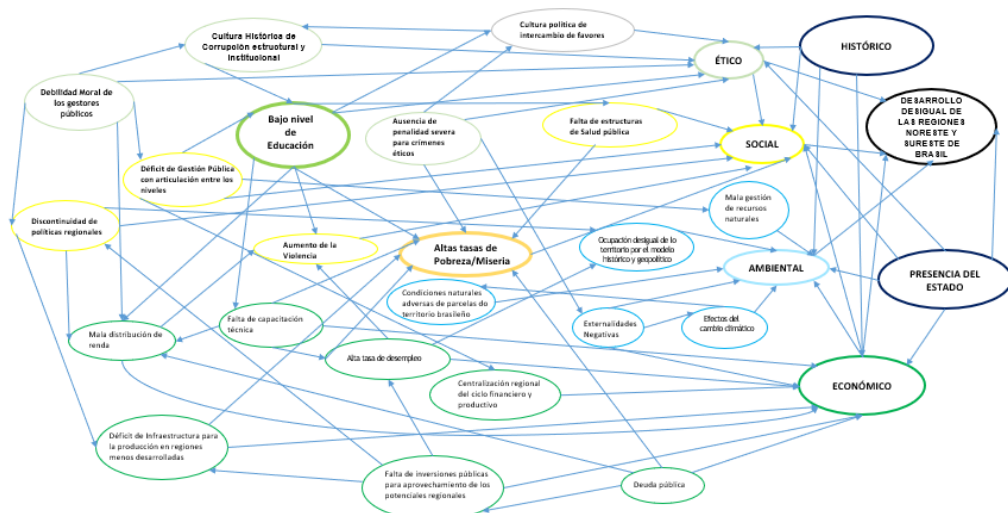 Cultura política de
intercambio de favores
Cultura Histórica de
Corrupción estructural y
Institucional
HISTÓRICO
ÉTICO
Debilidad Moral de
los gestores
públicos
Bajo nivel
de
Educación
Ausencia de
penalidad severa
para crímenes
éticos
Falta de estructuras
de Salud pública
DESARROLLO
DESIGUAL DE
LAS REGIONES
NORESTE Y
SURESTE DE
BRASIL
SOCIAL
Déficit de Gestión Pública
con articulación entre los
niveles
Mala gestión
de recursos
naturales
Discontinuidad de
políticas regionales
Aumento de la
Violencia
Altas tasas de
Pobreza/Miseria
Ocupación desigual de lo
territorio por el modelo
histórico y geopolítico
AMBIENTAL
PRESENCIA DEL
ESTADO
Condiciones naturales
adversas de parcelas do
territorio brasileño
Mala distribución de
renda
Falta de capacitación
técnica
Externalidades
Negativas
Efectos del
cambio climático
Alta tasa de desempleo
Centralización regional
del ciclo financiero y
productivo
ECONÓMICO
Déficit de Infraestructura para
la producción en regiones
menos desarrolladas
Falta de inversiones públicas
para aprovechamiento de los
potenciales regionales
Deuda pública